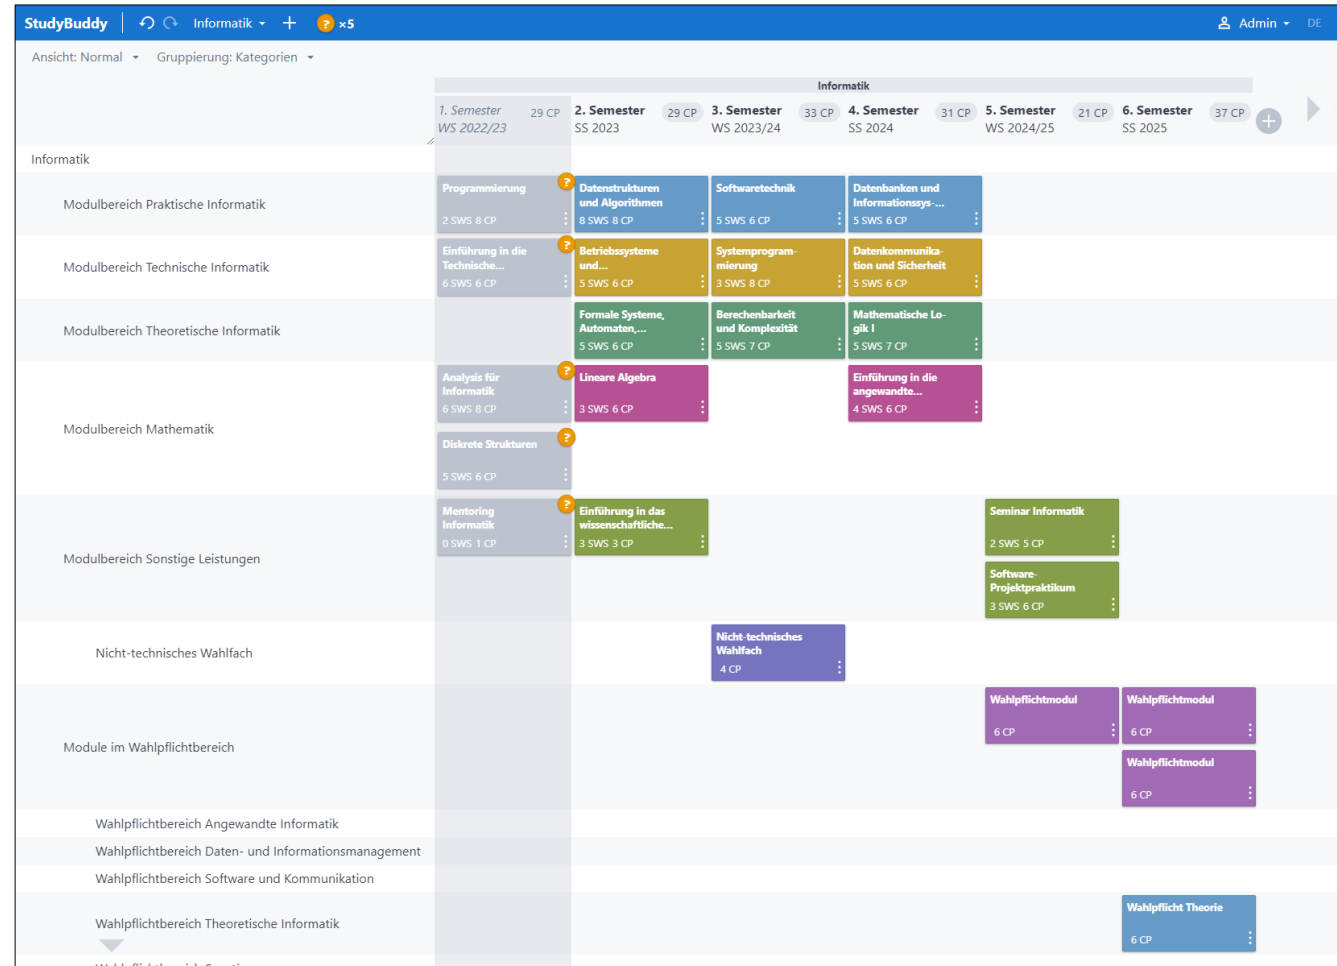 StudyBuddy Informatik ? ×5 Admin DE
Ansicht: Normal Gruppierung: Kategorien
Informatik
1. Semester 29 CP 2. Semester 29 CP 3. Semester 33 CP 4. Semester 31 CP 5. Semester 21 CP 6. Semester 37 CP
WS 2022/23 SS 2023 WS 2023/24 SS 2024 WS 2024/25 SS 2025
Informatik
Modulbereich Praktische Informatik
Programmierung
2 SWS 8 CP
?
Datenstrukturen
und Algorithmen
8 SWS 8 CP
Softwaretechnik
5 SWS 6 CP
Datenbanken und
Informationssys-...
5 SWS 6 CP
Modulbereich Technische Informatik
Einführung in die
Technische...
6 SWS 6 CP
?
Betriebssysteme
und...
5 SWS 6 CP
Systemprogram-
mierung
3 SWS 8 CP
Datenkommunika-
tion und Sicherheit
5 SWS 6 CP
Modulbereich Theoretische Informatik
Formale Systeme,
Automaten,...
5 SWS 6 CP
Berechenbarkeit
und Komplexität
5 SWS 7 CP
Mathematische Lo-
gik I
5 SWS 7 CP
Modulbereich Mathematik
Analysis für
Informatik
6 SWS 8 CP
?
Lineare Algebra
3 SWS 6 CP
Einführung in die
angewandte...
4 SWS 6 CP
Diskrete Strukturen
5 SWS 6 CP
?
Modulbereich Sonstige Leistungen
Mentoring
Informatik
0 SWS 1 CP
?
Einführung in das
wissenschaftliche...
3 SWS 3 CP
Seminar Informatik
2 SWS 5 CP
Software-
Projektpraktikum
3 SWS 6 CP
Nicht-technisches Wahlfach
Nicht-technisches
Wahlfach
4 CP
Module im Wahlpflichtbereich
Wahlpflichtmodul
6 CP
Wahlpflichtmodul
6 CP
Wahlpflichtmodul
6 CP
Wahlpflichtbereich Angewandte Informatik
Wahlpflichtbereich Daten- und Informationsmanagement
Wahlpflichtbereich Software und Kommunikation
Wahlpflichtbereich Theoretische Informatik
Wahlpflicht Theorie
6 CP